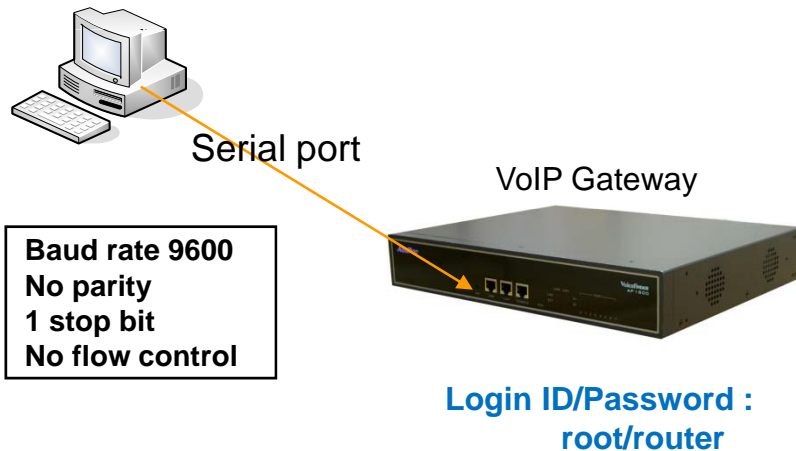 Serial port
VoIP Gateway
Baud rate 9600
No parity
1 stop bit
No flow control
Login ID/Password :
root/router